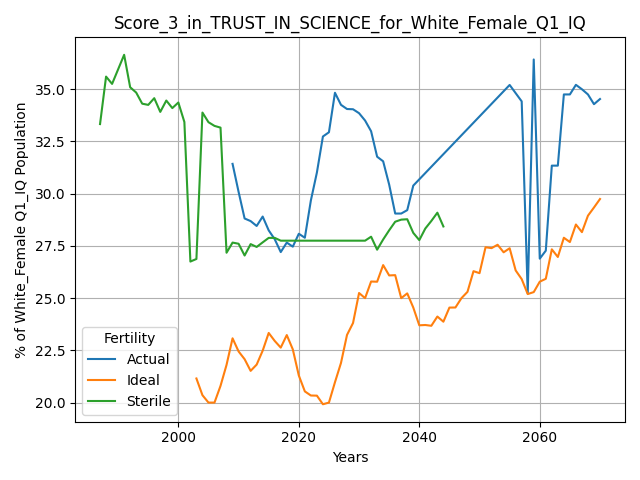 Score_3_in_TRUST_IN_SCIENCE_for_White_Female_Q1_IQ
% of White_Female Q1_IQ Population
35.0
32.5
30.0
27.5
25.0
22.5
20.0
Fertility
Actual
Ideal
Sterile
2000
2020
2040
2060
Years